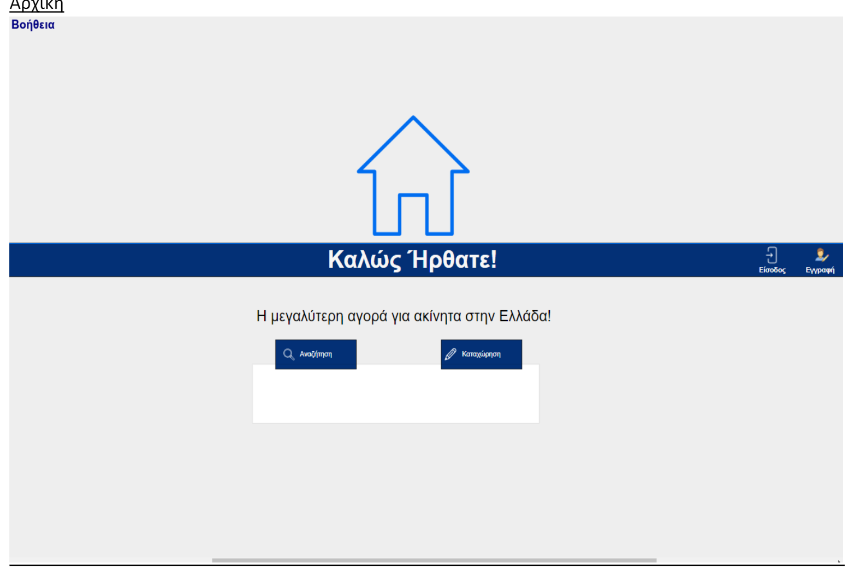 Αρχική
Βοήθεια
Καλώς Ήρθατε!
Είσοδος
Εγγραφή
Η μεγαλύτερη αγορά για ακίνητα στην Ελλάδα!
Αναζήτηση
Καταχώρηση